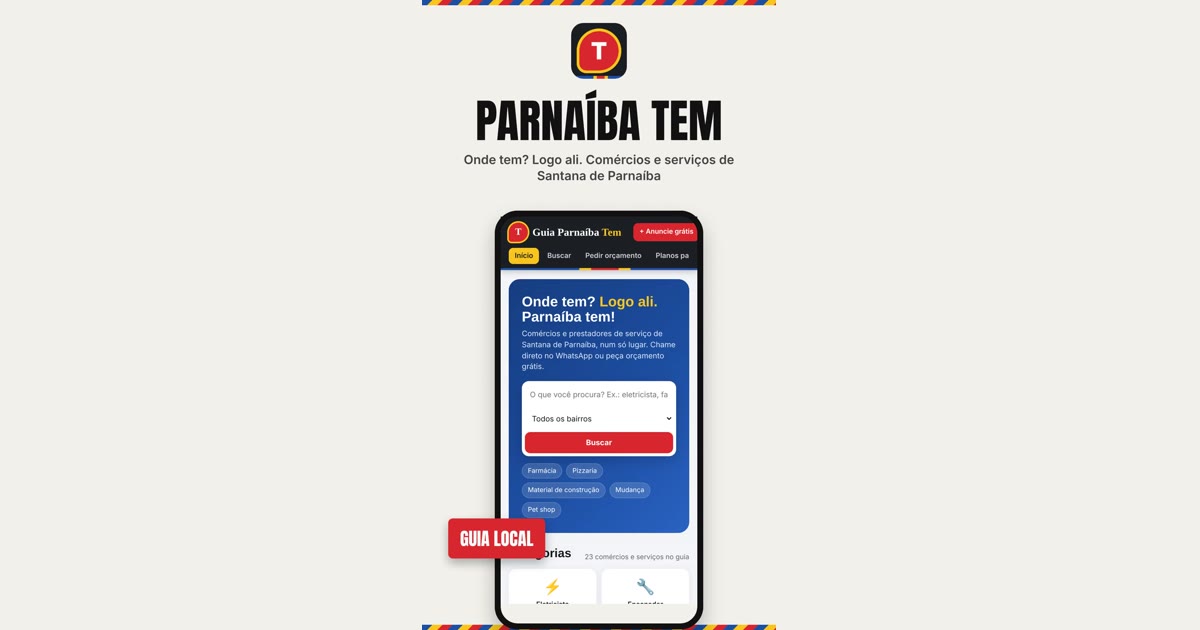 T
PARNAÍBA TEM
Onde tem? Logo ali. Comércios e serviços de
Santana de Parnaíba
T
Guia Parnaíba Tem
+ Anuncie grátis
Início
Buscar
Pedir orçamento
Planos pa
Onde tem? Logo ali.
Parnaíba tem!
Comércios e prestadores de serviço de
Santana de Parnaíba, num só lugar. Chame
direto no WhatsApp ou peça orçamento
grátis.
O que você procura? Ex.: eletricista, fa
Todos os bairros
Buscar
Farmácia
Pizzaria
Material de construção
Mudança
Pet shop
GUIA LOCAL
orias
23 comércios e serviços no guia